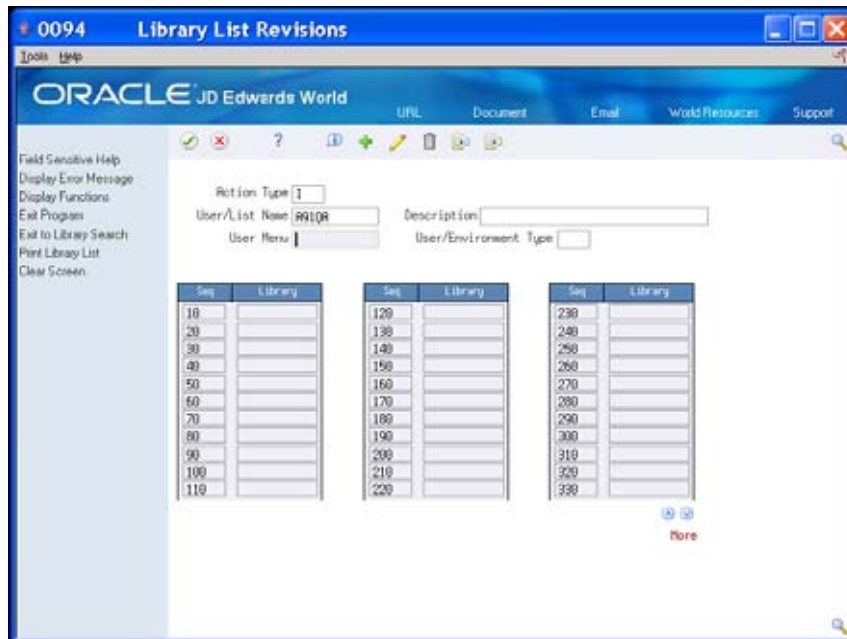 0094 Library List Revisions
Tools Help
ORACLE JD Edwards World
URL Document Email World Resources Support
Field Sensitive Help
Display Error Message
Display Functions
Exit Program
Exit to Library Search
Print Library List
Clear Screen
Action Type I
User/List Name A91QA Description
User Menu User/Environment Type
Seq Library Seq Library Seq Library
10 120 230
20 130 240
30 140 250
40 150 260
50 160 270
60 170 280
70 180 290
80 190 300
90 200 310
100 210 320
110 220 330
More